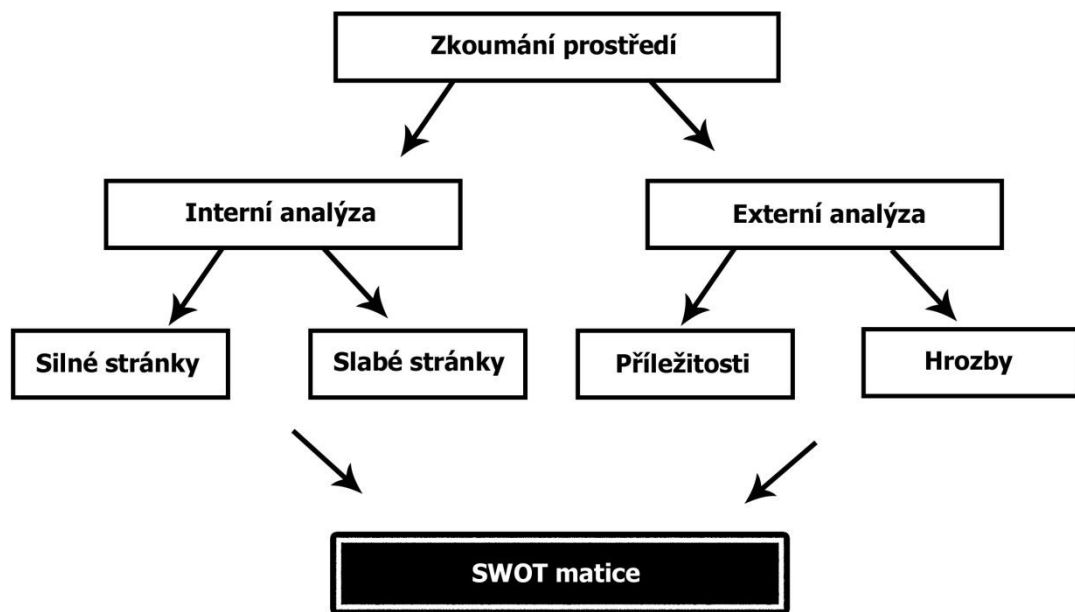 Zkoumání prostředí
Interní analýza
Externí analýza
Silné stránky
Slabé stránky
Příležitosti
Hrozby
SWOT matice